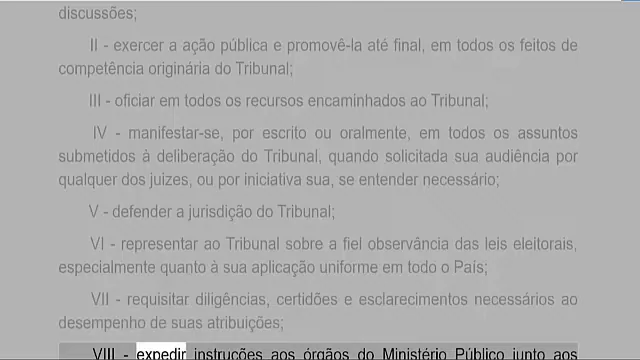 discussões;
II - exercer a ação pública e promovê-la até final, em todos os feitos de
competência originária do Tribunal;
III - oficiar em todos os recursos encaminhados ao Tribunal;
IV - manifestar-se, por escrito ou oralmente, em todos os assuntos
submetidos à deliberação do Tribunal, quando solicitada sua audiência por
qualquer dos juizes, ou por iniciativa sua, se entender necessário;
V - defender a jurisdição do Tribunal;
VI - representar ao Tribunal sobre a fiel observância das leis eleitorais,
especialmente quanto à sua aplicação uniforme em todo o País;
VII - requisitar diligências, certidões e esclarecimentos necessários ao
desempenho de suas atribuições;
VIII - expedir instruções aos órgãos do Ministério Público junto aos